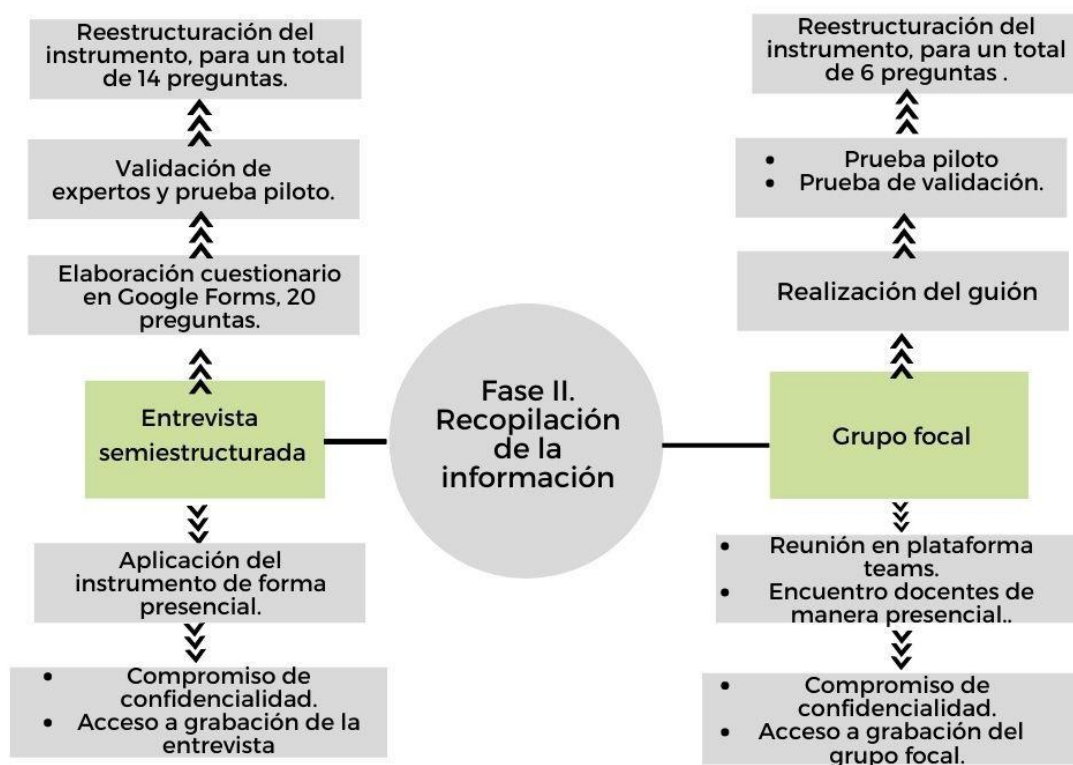 Reestructuración del
instrumento, para un total
de 14 preguntas.
Validación de
expertos y prueba piloto.
Elaboración cuestionario
en Google Forms, 20
preguntas.
Entrevista
semiestructurada
Aplicación del
instrumento de forma
presencial.
• Compromiso de
confidencialidad.
• Acceso a grabación de la
entrevista
Fase II.
Recopilación
de la
información
Reestructuración del
instrumento, para un total
de 6 preguntas .
• Prueba piloto
• Prueba de validación.
Realización del guión
Grupo focal
• Reunión en plataforma
teams.
• Encuentro docentes de
manera presencial..
• Compromiso de
confidencialidad.
• Acceso a grabación del
grupo focal.